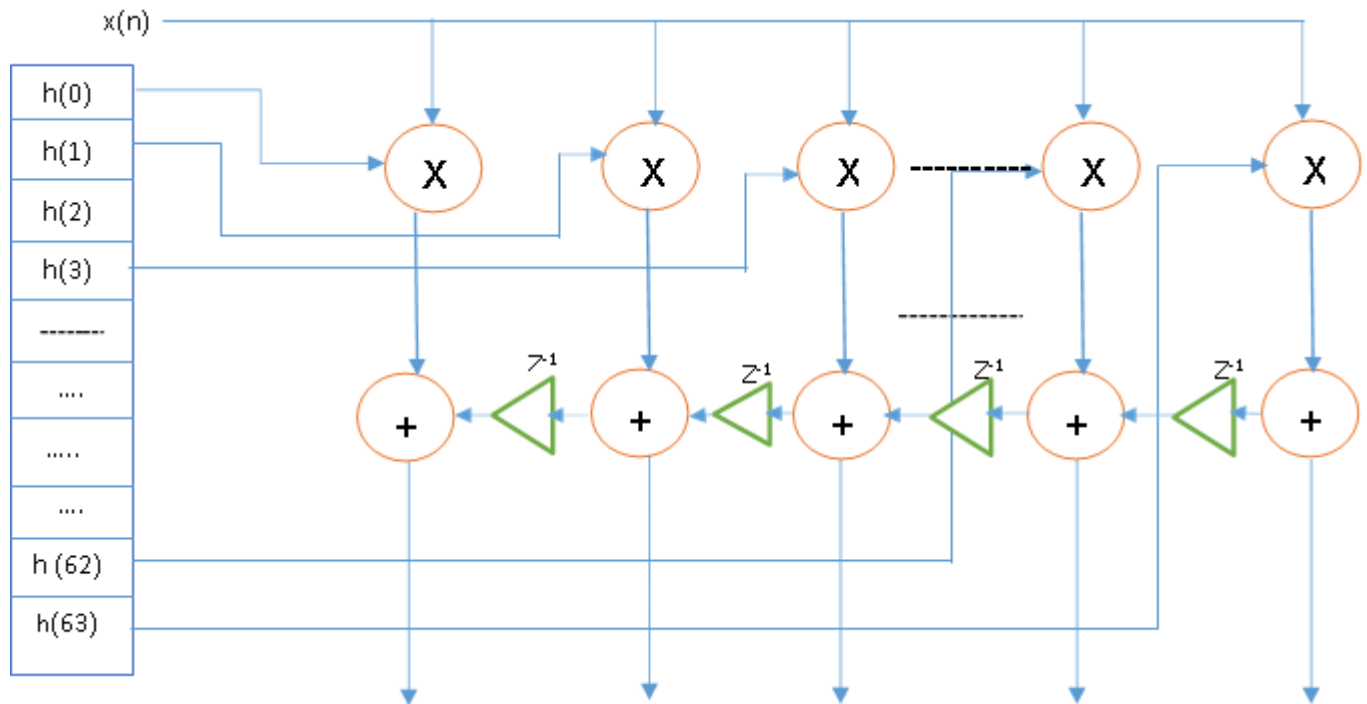 x(n)
h(0)
h(1)
h(2)
h(3)
--------
....
.....
....
h (62)
h(63)
X X X ---------- X X
----------------
Z-1 Z-1 Z-1 Z-1
+ + + + +